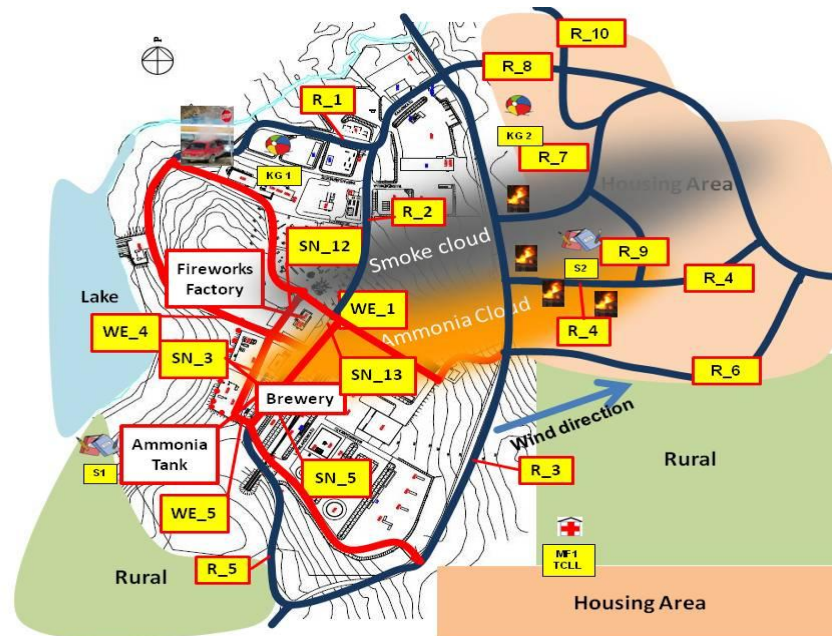 P
R_10
R_8
R_1
KG 1
KG 2
R_7
Housing Area
R_2
SN_12
Smoke cloud
R_9
S2
R_4
Fireworks
Factory
Lake
WE_1
WE_4
Ammonia Cloud
R_4
SN_3
SN_13
R_6
Brewery
Wind direction
Ammonia
Tank
S1
SN_5
R_3
Rural
WE_5
MF1
TCLL
R_5
Rural
Housing Area